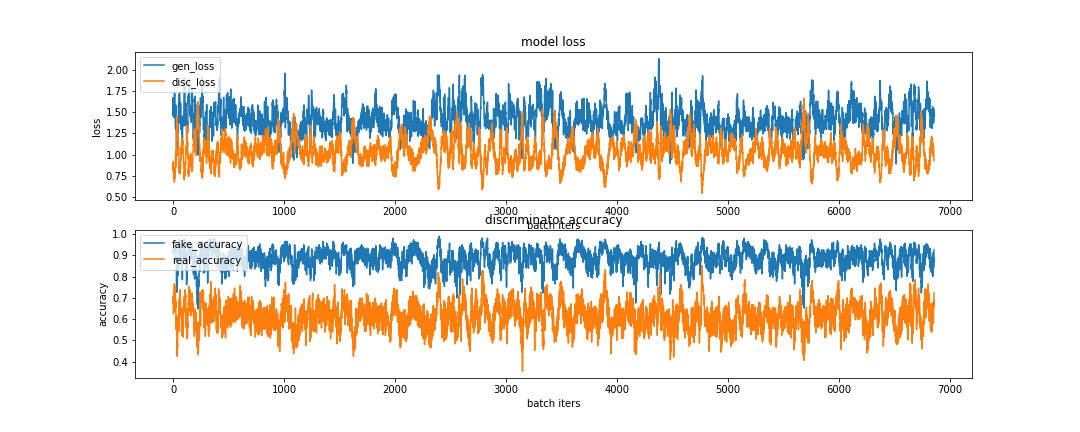 model loss
gen_loss
disc_loss
loss
2.00
1.75
1.50
1.25
1.00
0.75
0.50
0 1000 2000 3000 4000 5000 6000 7000
batch iters
discriminator accuracy
fake_accuracy
real_accuracy
accuracy
1.0
0.9
0.8
0.7
0.6
0.5
0.4
0 1000 2000 3000 4000 5000 6000 7000
batch iters